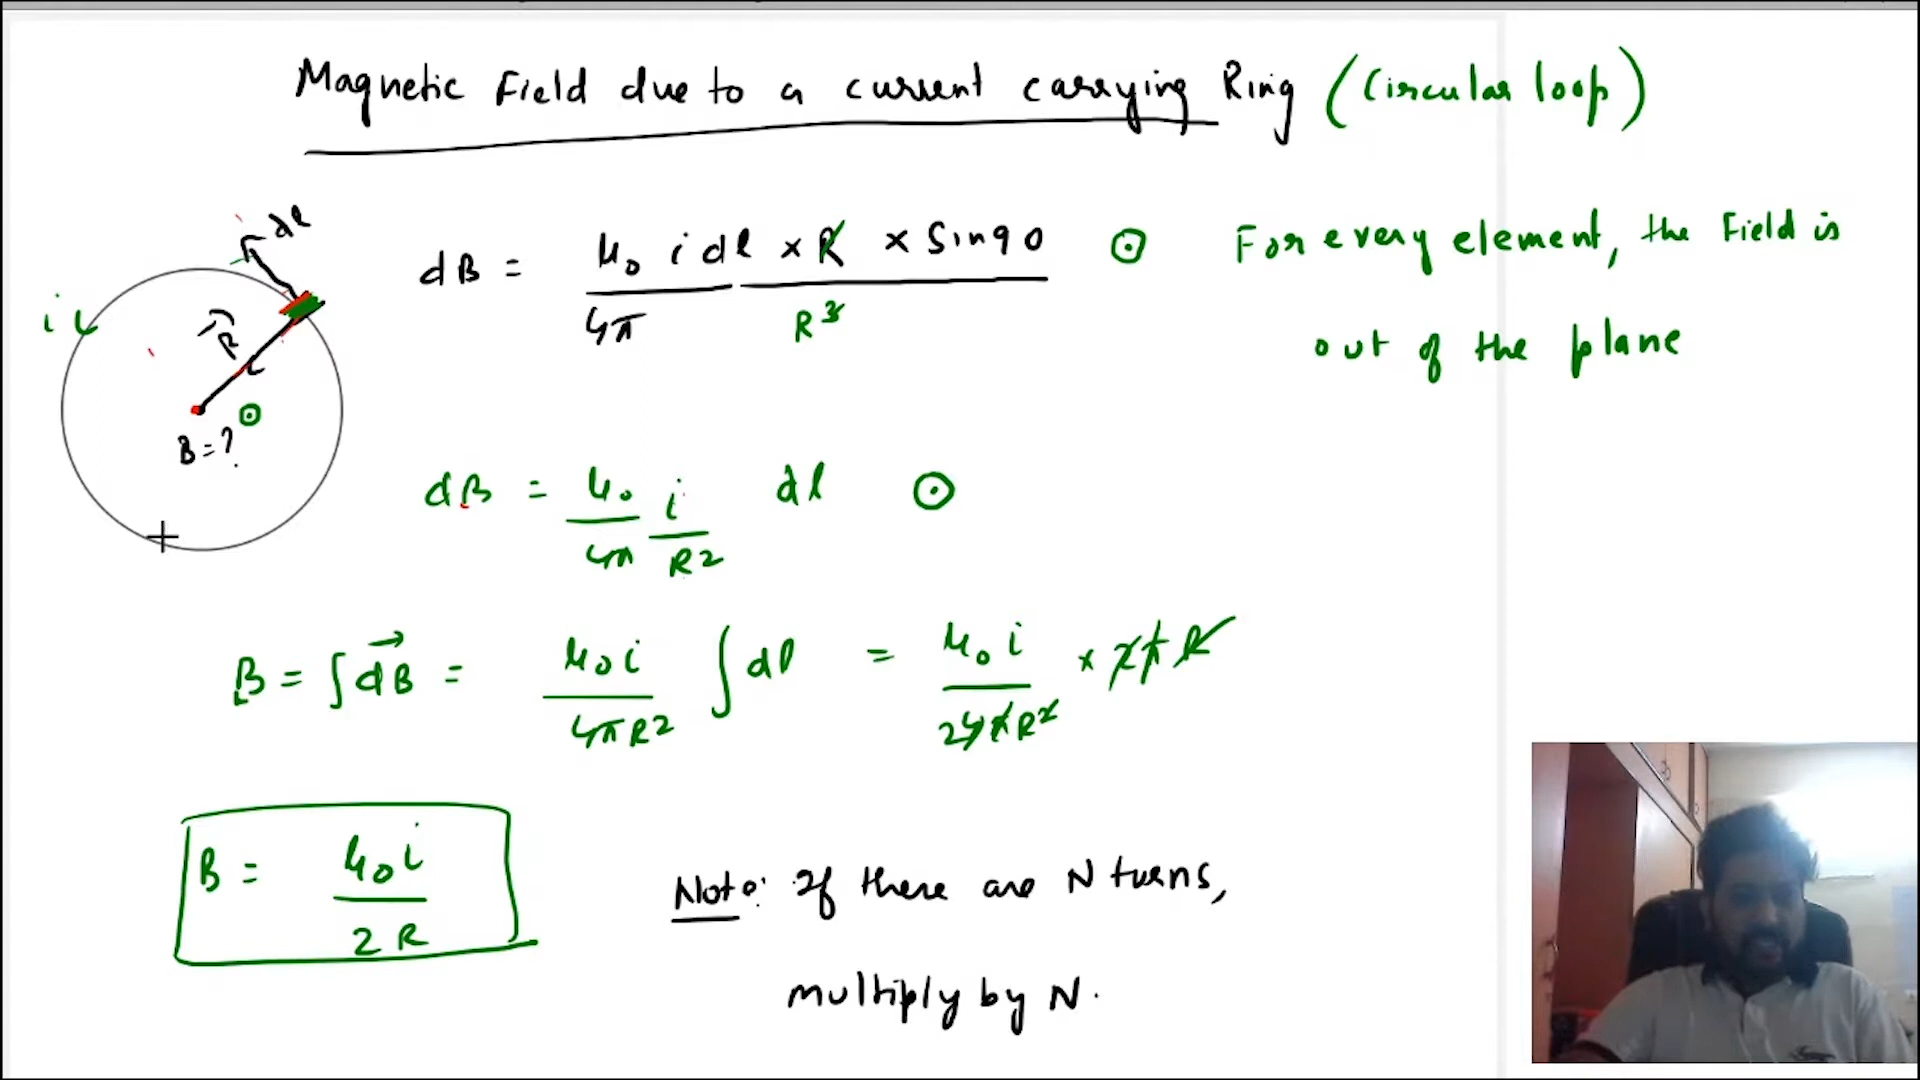 Magnetic Field due to a current carrying Ring (Circular loop)
dl
i
R
B = ?
dB = μ₀/4π i dl × R × Sin90 / R³ ⊙
For every element, the Field is
out of the plane
dB = μ₀/4π i/R² dl ⊙
B = ∫dB = μ₀i/4πR² ∫dl = μ₀i/4πR² × 2πR
2
B = μ₀i/2R
Note: If there are N turns,
multiply by N.